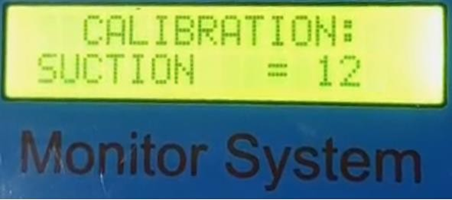 CALIBRATION:
SUCTION = 12
Monitor System